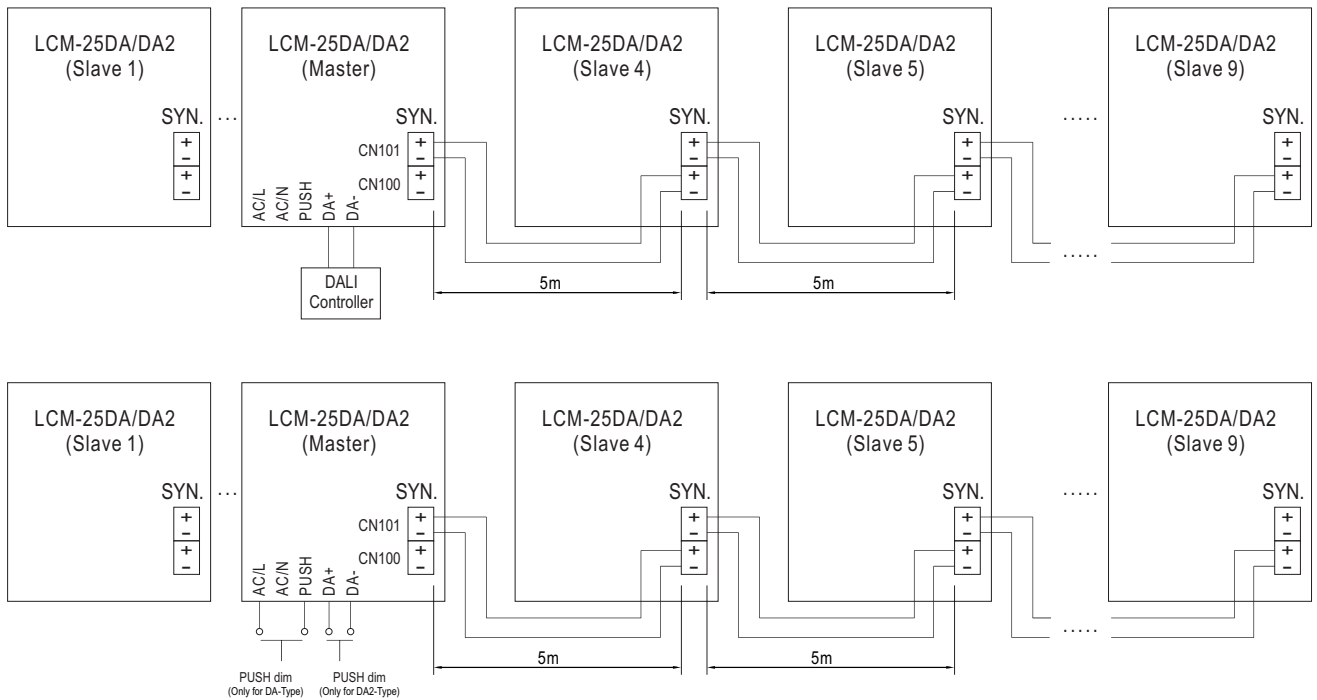 LCM-25DA/DA2
(Slave 1)
SYN.
+
-
+
-
....
LCM-25DA/DA2
(Master)
SYN.
CN101
+
-
CN100
+
-
AC/L
AC/N
PUSH
DA+
DA-
DALI
Controller
5m
LCM-25DA/DA2
(Slave 4)
SYN.
+
-
+
-
5m
LCM-25DA/DA2
(Slave 5)
SYN.
+
-
+
-
.....
.....
LCM-25DA/DA2
(Slave 9)
SYN.
+
-
+
-
LCM-25DA/DA2
(Slave 1)
SYN.
+
-
+
-
....
LCM-25DA/DA2
(Master)
SYN.
CN101
+
-
CN100
+
-
AC/L
AC/N
PUSH
DA+
DA-
PUSH dim
(Only for DA-Type)
PUSH dim
(Only for DA2-Type)
5m
LCM-25DA/DA2
(Slave 4)
SYN.
+
-
+
-
5m
LCM-25DA/DA2
(Slave 5)
SYN.
+
-
+
-
.....
.....
LCM-25DA/DA2
(Slave 9)
SYN.
+
-
+
-